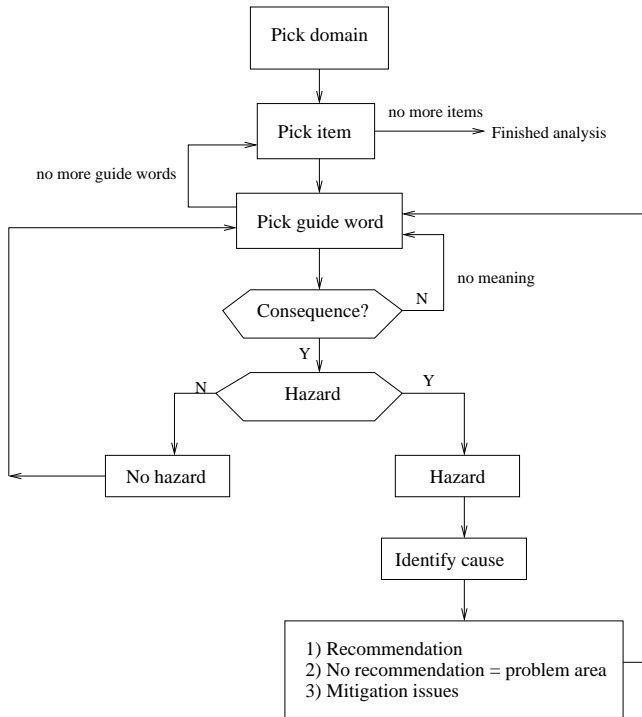 Pick domain
no more items
Pick item
Finished analysis
no more guide words
Pick guide word
no meaning
Consequence?
N
Y
N
Hazard
Y
No hazard
Hazard
Identify cause
1) Recommendation
2) No recommendation = problem area
3) Mitigation issues